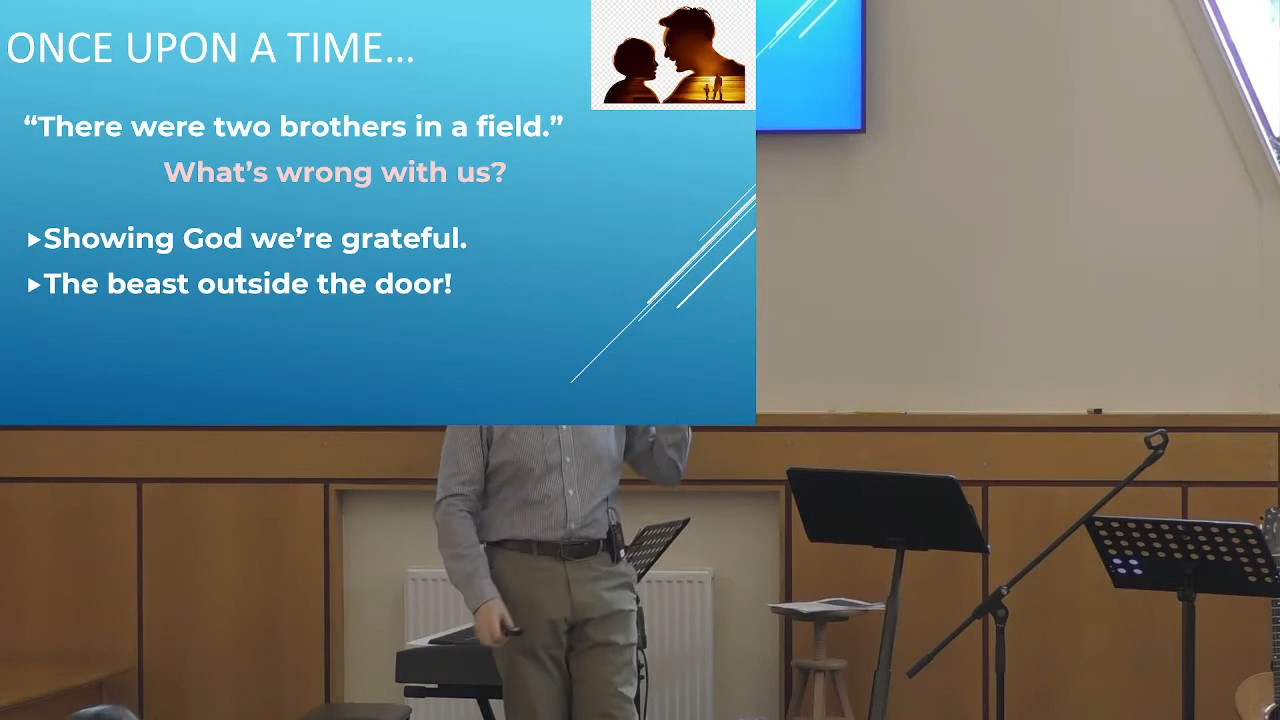 ONCE UPON A TIME...
“There were two brothers in a field.”
What’s wrong with us?
▸Showing God we’re grateful.
▸The beast outside the door!